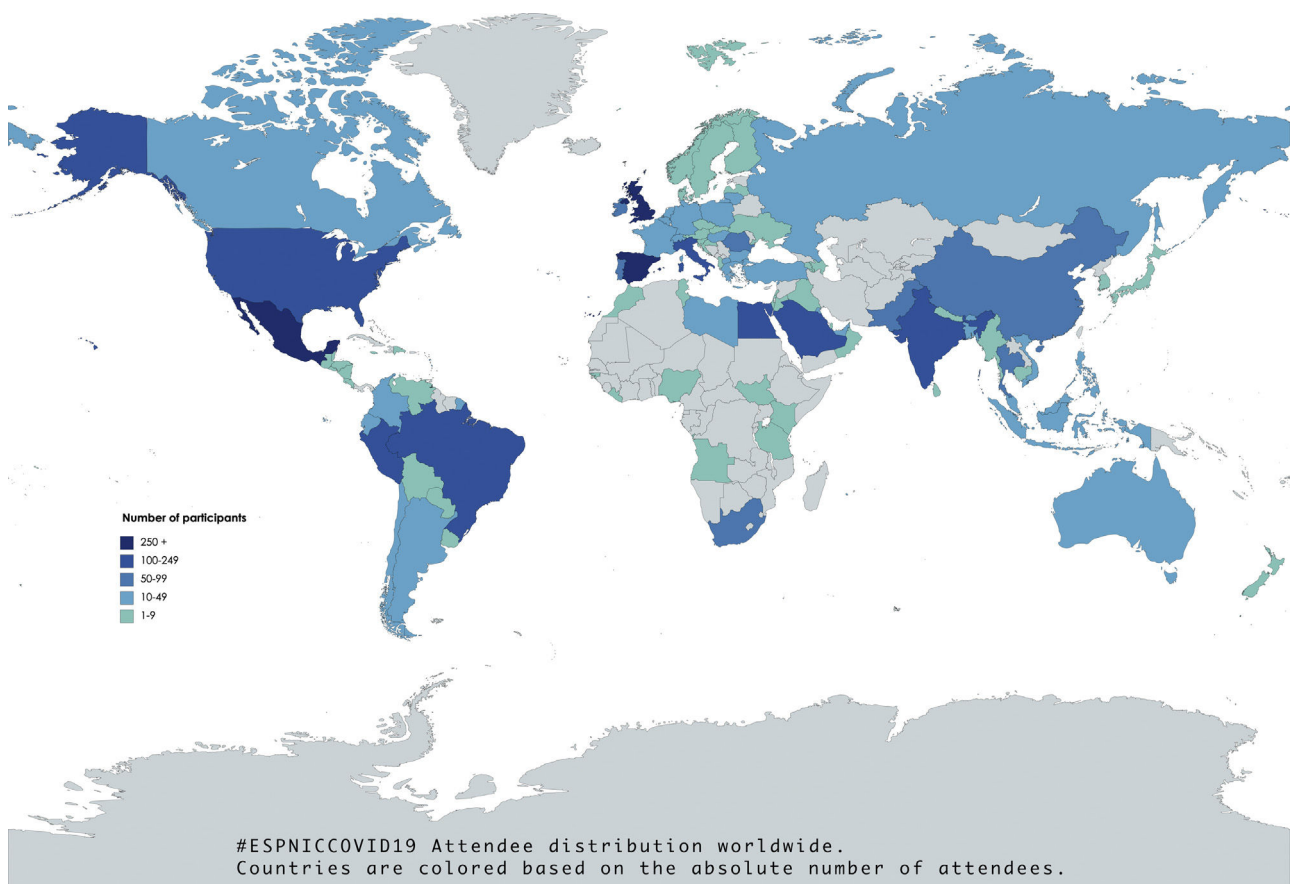 Number of participants
250 +
100-249
50-99
10-49
1-9
#ESPNICCOVID19 Attendee distribution worldwide.
Countries are colored based on the absolute number of attendees.